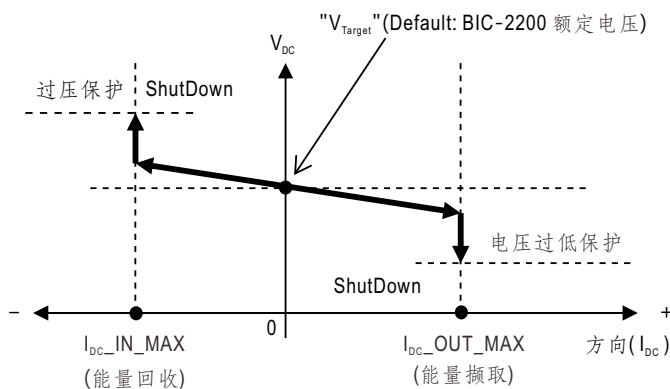 "V_Target" (Default: BIC-2200 额定电压)
V_DC
过压保护 ShutDown
电压过低保护
ShutDown
− 0 +
I_DC_IN_MAX I_DC_OUT_MAX 方向(I_DC)
(能量回收) (能量撷取)